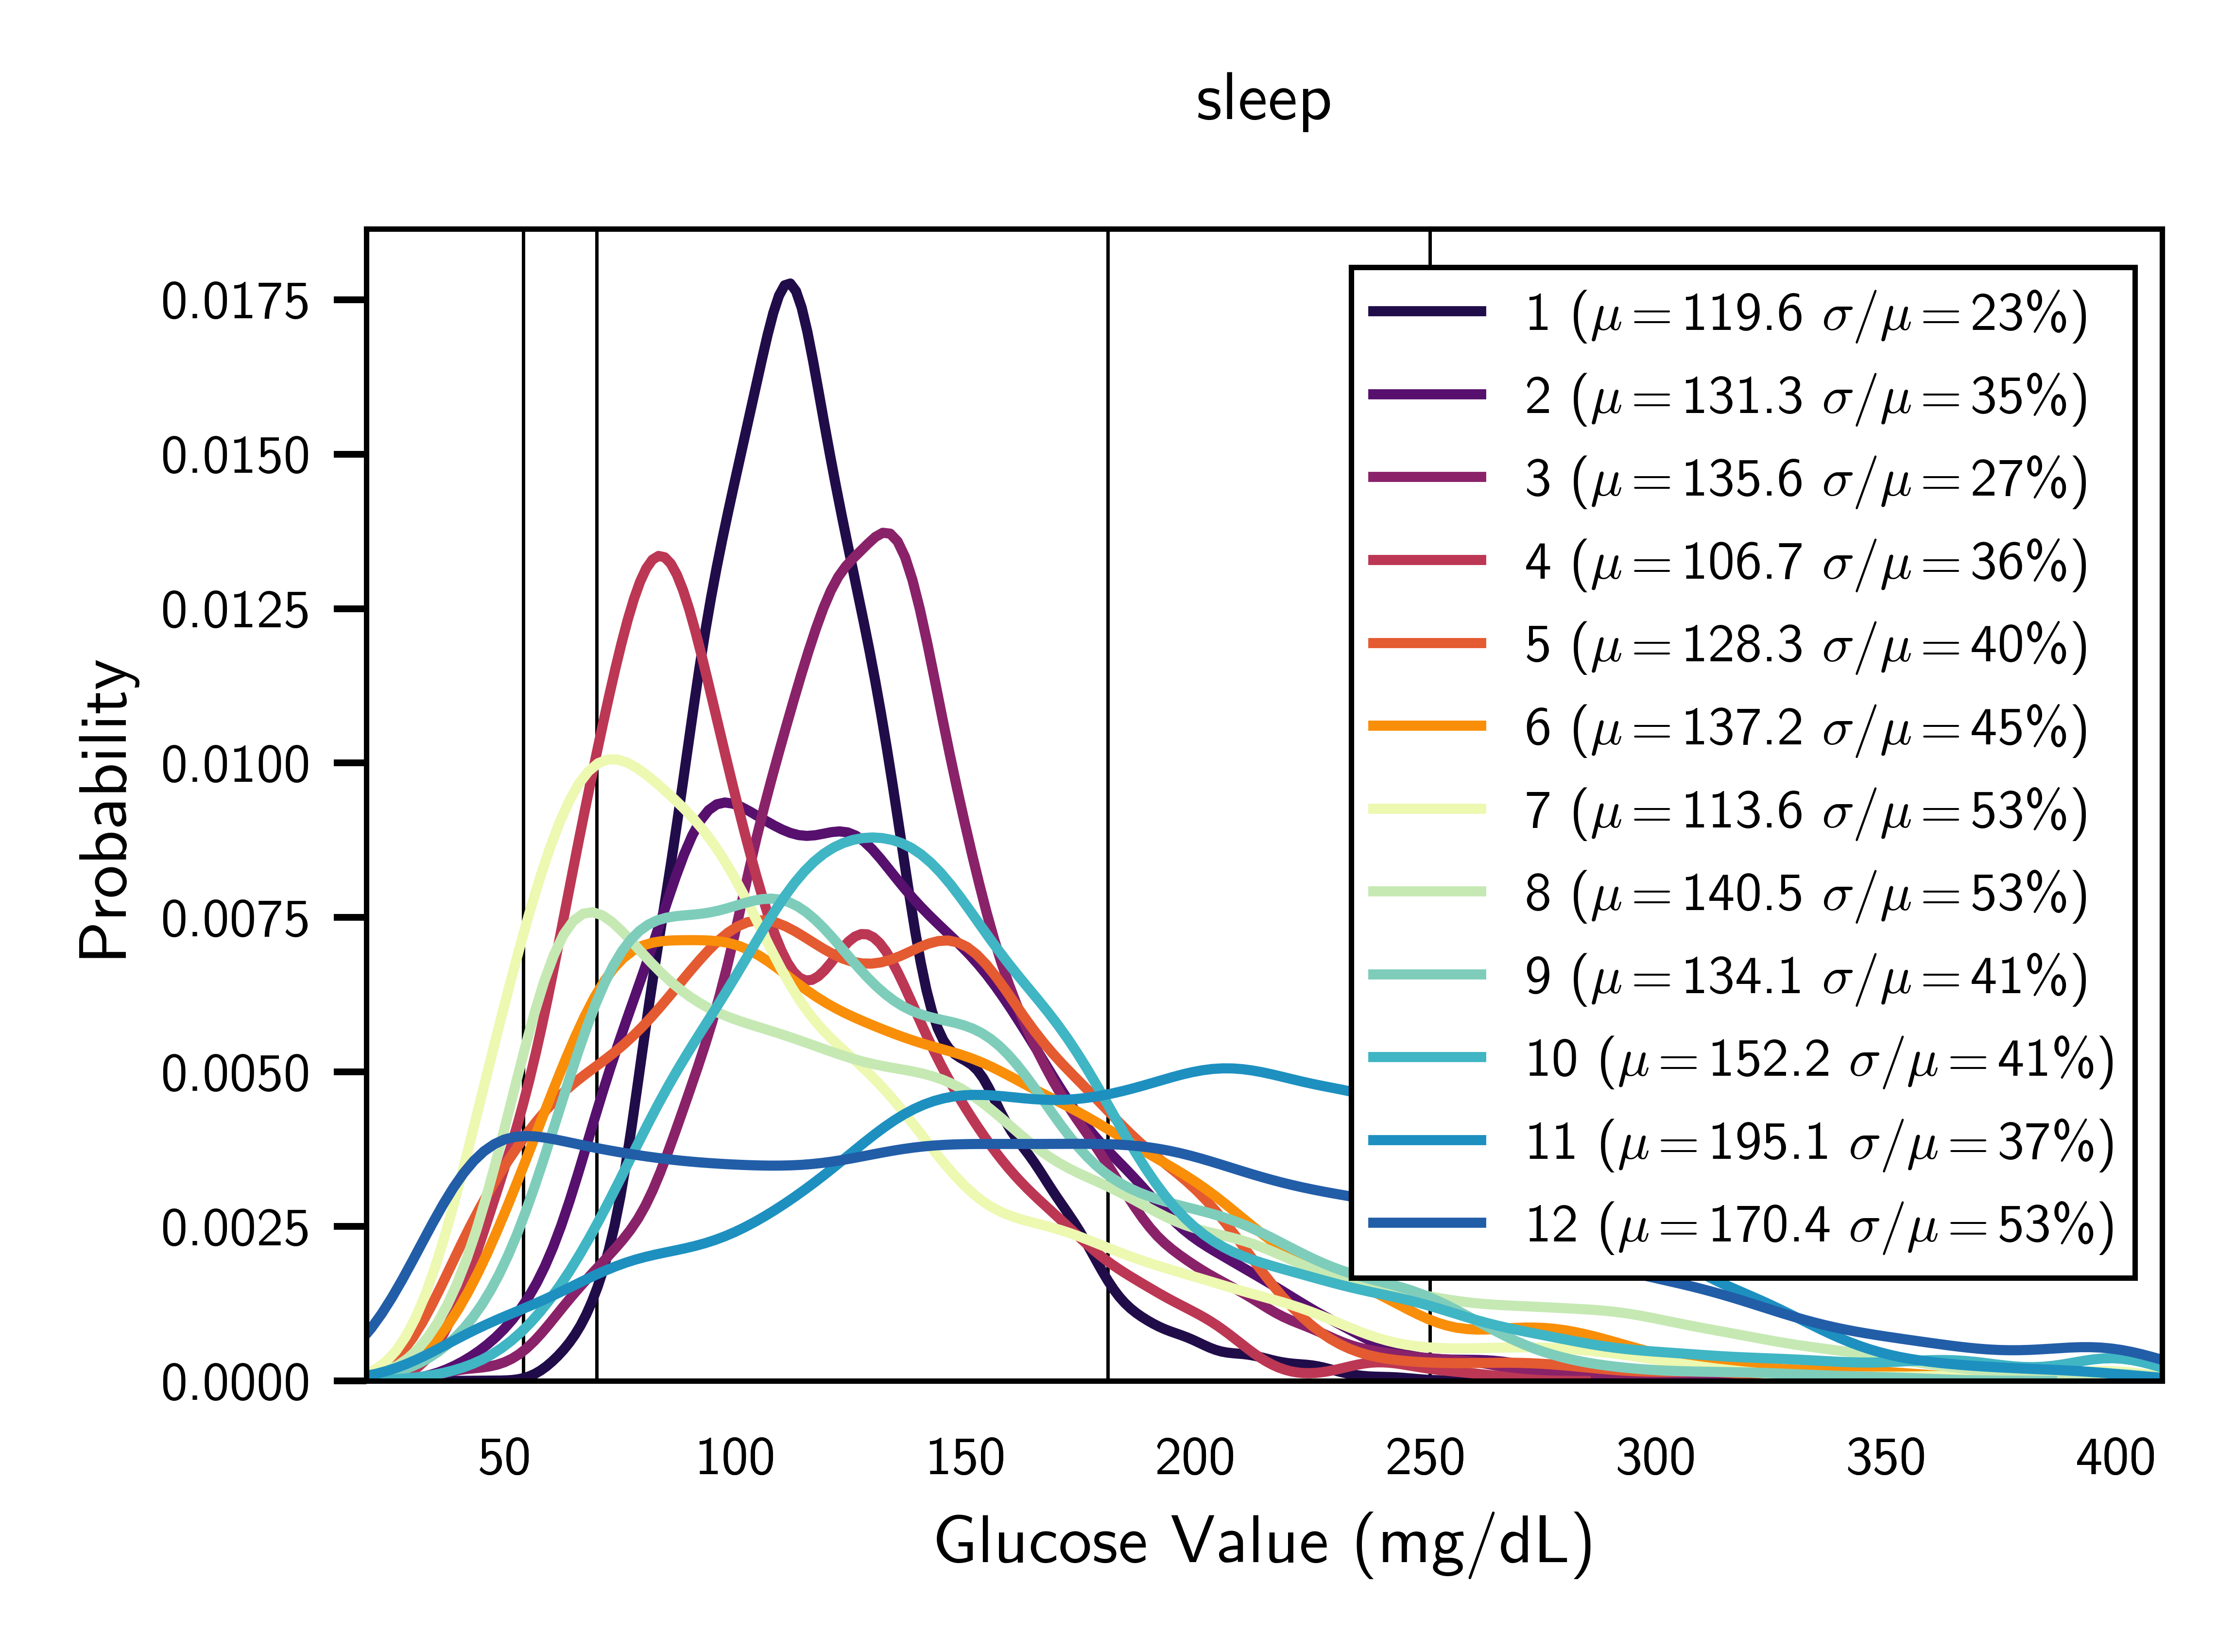 sleep
0.0175
0.0150
0.0125
0.0100
0.0075
0.0050
0.0025
0.0000
Probability
1 (μ=119.6 σ/μ=23%)
2 (μ=131.3 σ/μ=35%)
3 (μ=135.6 σ/μ=27%)
4 (μ=106.7 σ/μ=36%)
5 (μ=128.3 σ/μ=40%)
6 (μ=137.2 σ/μ=45%)
7 (μ=113.6 σ/μ=53%)
8 (μ=140.5 σ/μ=53%)
9 (μ=134.1 σ/μ=41%)
10 (μ=152.2 σ/μ=41%)
11 (μ=195.1 σ/μ=37%)
12 (μ=170.4 σ/μ=53%)
50 100 150 200 250 300 350 400
Glucose Value (mg/dL)